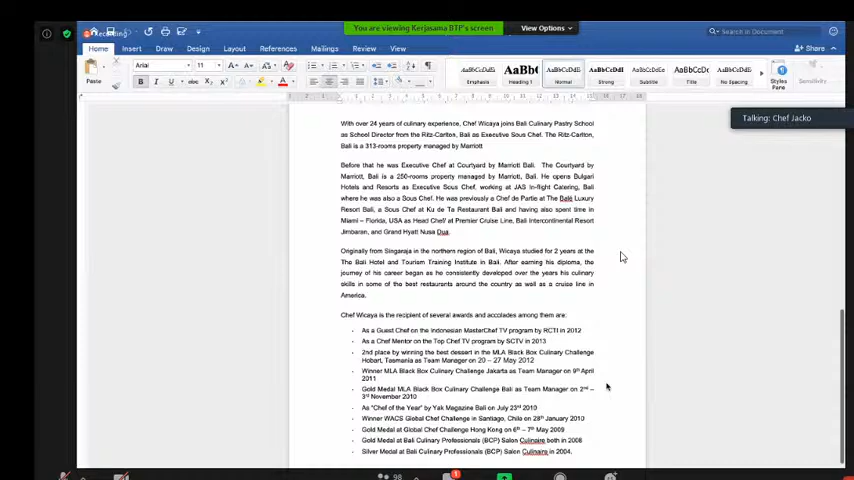 Recording
You are viewing Kerjasama BTP's screen
View Options
Search in Document
Home Insert Draw Design Layout References Mailings Review View
Share
Paste
Arial
11
AaBbCcDc AaBb( AaBbCcDc AaBbCcDc AaBbCcDc AaBb( AaBbCcDc
Emphasis Heading 1 Normal Strong Subtitle Title No Spacing
Styles Pane
Sensitivity
Talking: Chef Jacko
With over 24 years of culinary experience, Chef Wicaya joins Bali Culinary Pastry School
as School Director from the Ritz-Carlton, Bali as Executive Sous Chef. The Ritz-Carlton,
Bali is a 313-rooms property managed by Marriott
Before that he was Executive Chef at Courtyard by Marriott Bali. The Courtyard by
Marriott, Bali is a 250-rooms property managed by Marriott, Bali. He opens Bulgari
Hotels and Resorts as Executive Sous Chef, working at JAS In-flight Catering, Bali
where he was also a Sous Chef. He was previously a Chef de Partie at The Balé Luxury
Resort Bali, a Sous Chef at Ku de Ta Restaurant Bali and having also spent time in
Miami – Florida, USA as Head Chef/ at Premier Cruise Line, Bali Intercontinental Resort
Jimbaran, and Grand Hyatt Nusa Dua.
Originally from Singaraja in the northern region of Bali, Wicaya studied for 2 years at the
The Bali Hotel and Tourism Training Institute in Bali. After earning his diploma, the
journey of his career began as he consistently developed over the years his culinary
skills in some of the best restaurants around the country as well as a cruise line in
America.
Chef Wicaya is the recipient of several awards and accolades among them are:
- As a Guest Chef on the Indonesian MasterChef TV program by RCTI in 2012
- As a Chef Mentor on the Top Chef TV program by SCTV in 2013
- 2nd place by winning the best dessert in the MLA Black Box Culinary Challenge
Hobart, Tasmania as Team Manager on 20 – 27 May 2012
- Winner MLA Black Box Culinary Challenge Jakarta as Team Manager on 9th April
2011
- Gold Medal MLA Black Box Culinary Challenge Bali as Team Manager on 2nd –
3rd November 2010
- As "Chef of the Year" by Yak Magazine Bali on July 23rd 2010
- Winner WACS Global Chef Challenge in Santiago, Chile on 28th January 2010
- Gold Medal at Global Chef Challenge Hong Kong on 6th – 7th May 2009
- Gold Medal at Bali Culinary Professionals (BCP) Salon Culinaire both in 2008
- Silver Medal at Bali Culinary Professionals (BCP) Salon Culinaire in 2004.
98
1